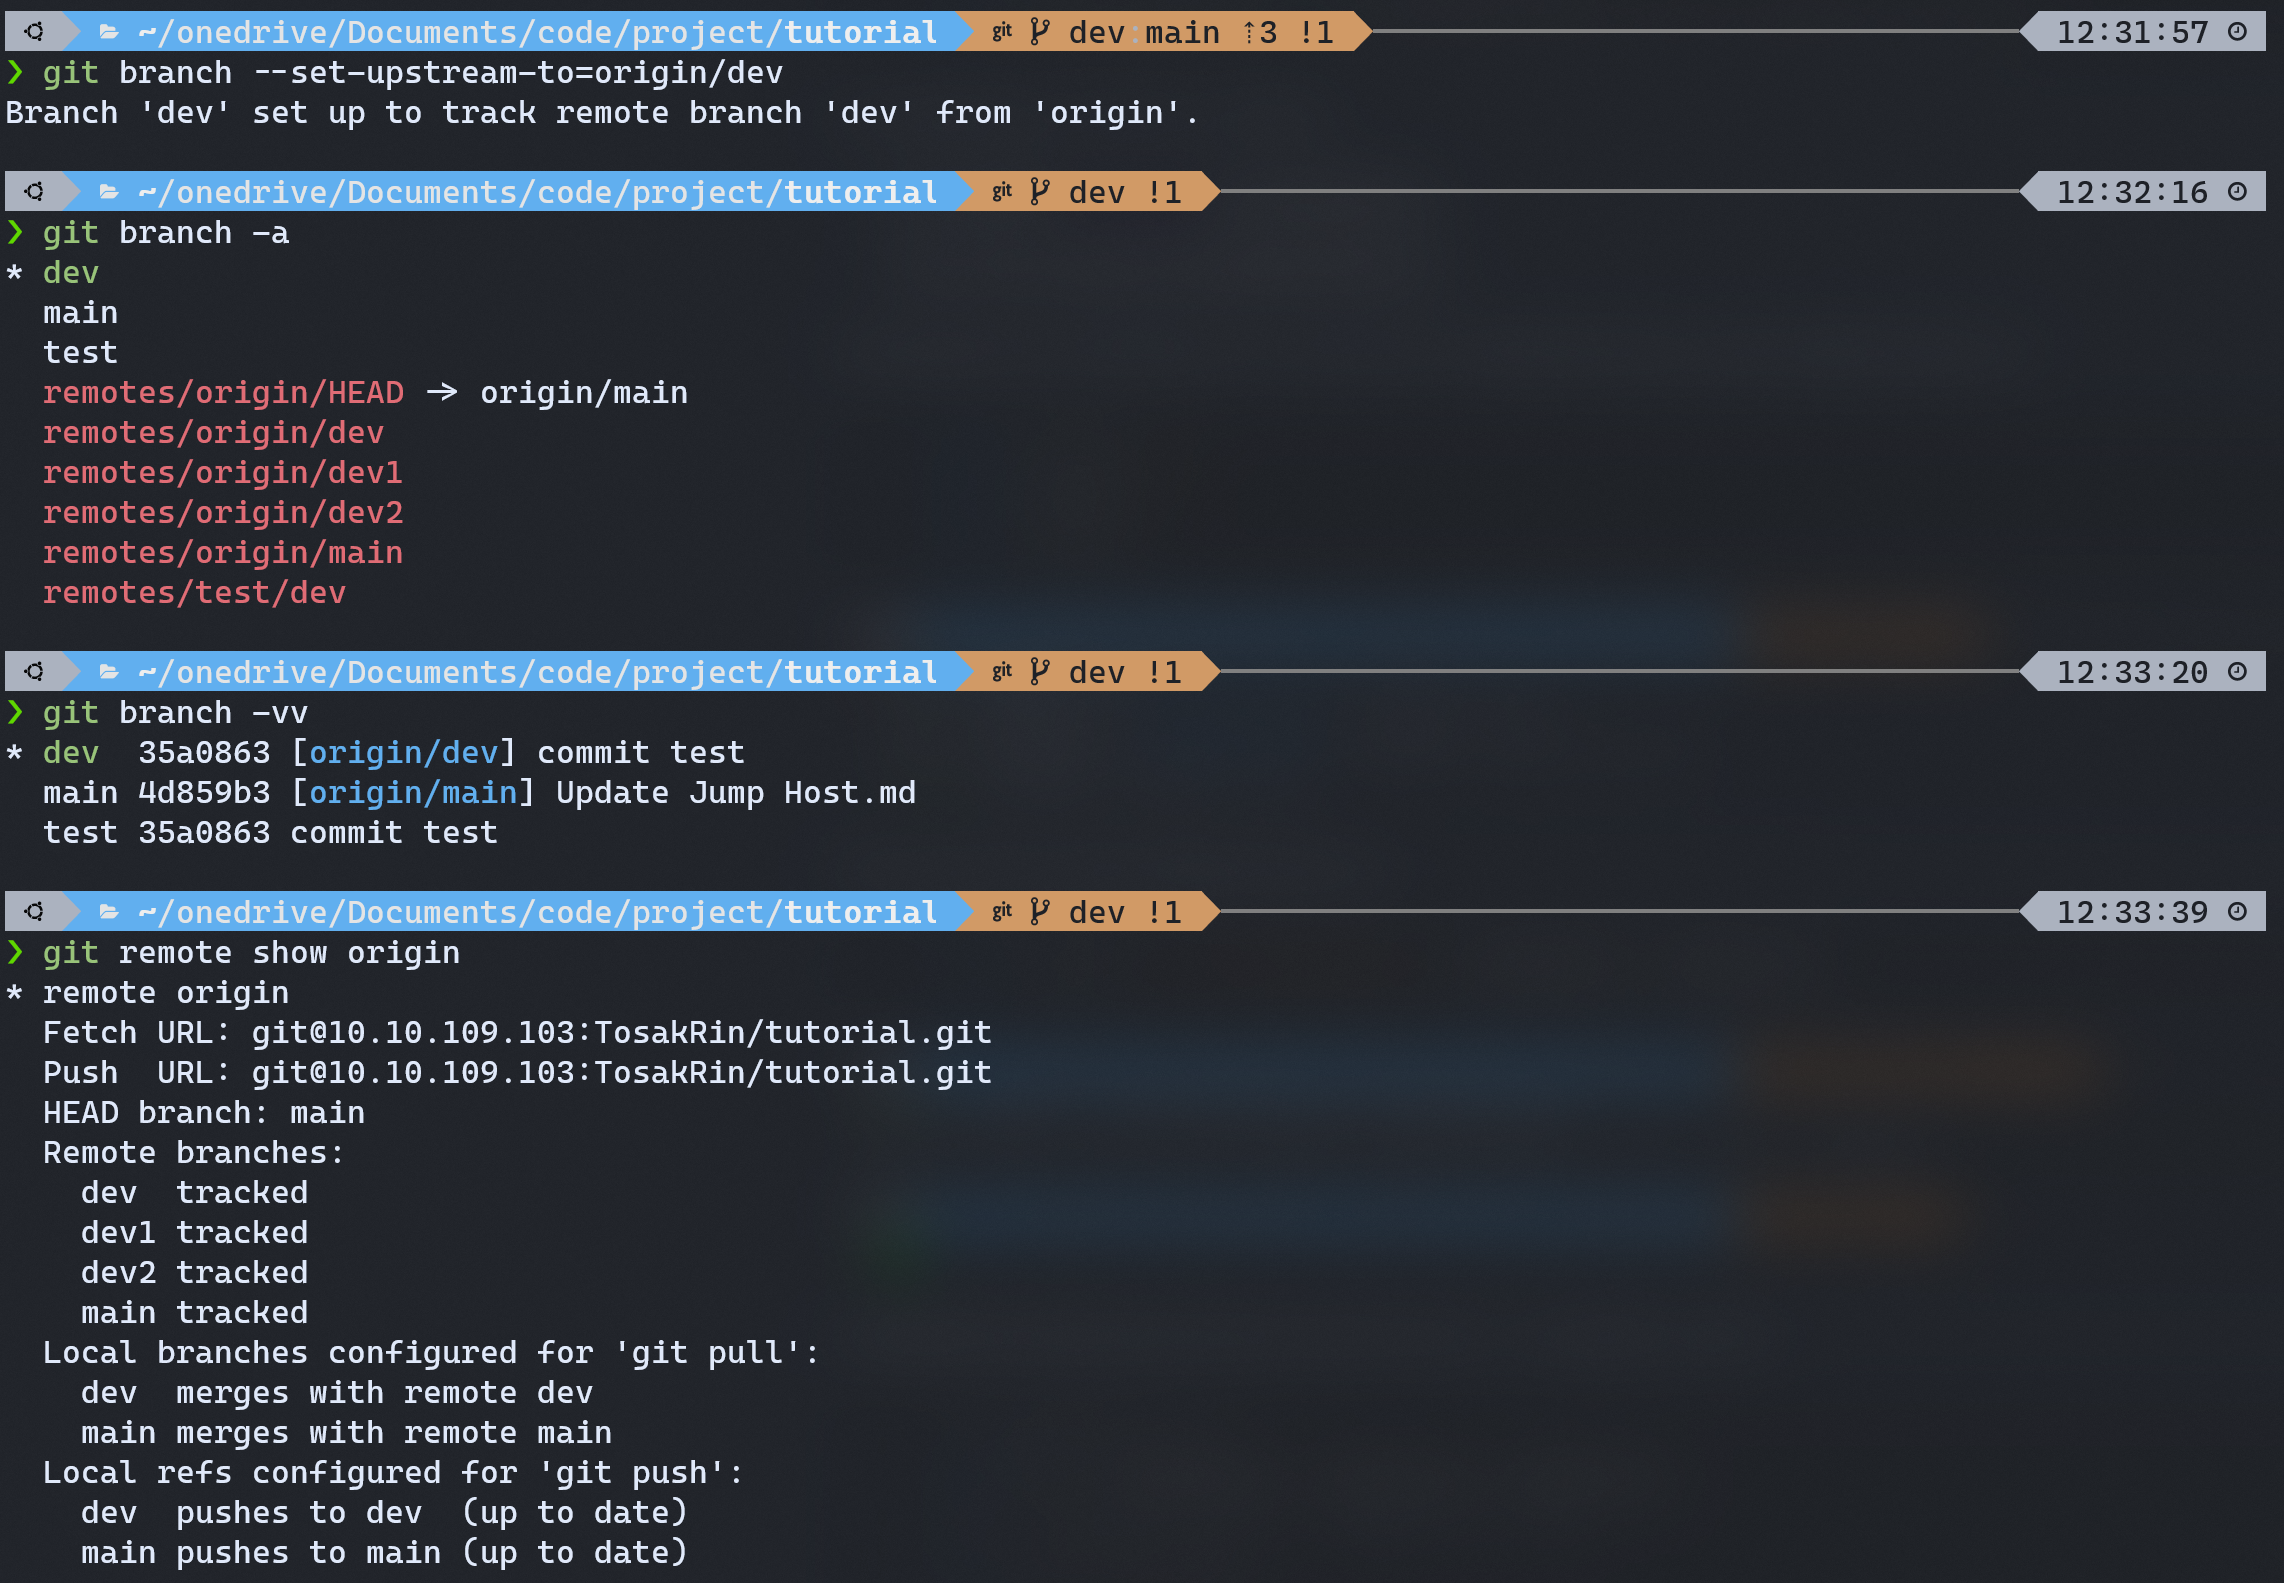 ~/onedrive/Documents/code/project/tutorial git dev:main ⇡3 !1 12:31:57
❯ git branch --set-upstream-to=origin/dev
Branch 'dev' set up to track remote branch 'dev' from 'origin'.
~/onedrive/Documents/code/project/tutorial git dev !1 12:32:16
❯ git branch -a
* dev
main
test
remotes/origin/HEAD -> origin/main
remotes/origin/dev
remotes/origin/dev1
remotes/origin/dev2
remotes/origin/main
remotes/test/dev
~/onedrive/Documents/code/project/tutorial git dev !1 12:33:20
❯ git branch -vv
* dev  35a0863 [origin/dev] commit test
main 4d859b3 [origin/main] Update Jump Host.md
test 35a0863 commit test
~/onedrive/Documents/code/project/tutorial git dev !1 12:33:39
❯ git remote show origin
* remote origin
Fetch URL: git@10.10.109.103:TosakRin/tutorial.git
Push  URL: git@10.10.109.103:TosakRin/tutorial.git
HEAD branch: main
Remote branches:
dev  tracked
dev1 tracked
dev2 tracked
main tracked
Local branches configured for 'git pull':
dev  merges with remote dev
main merges with remote main
Local refs configured for 'git push':
dev  pushes to dev  (up to date)
main pushes to main (up to date)